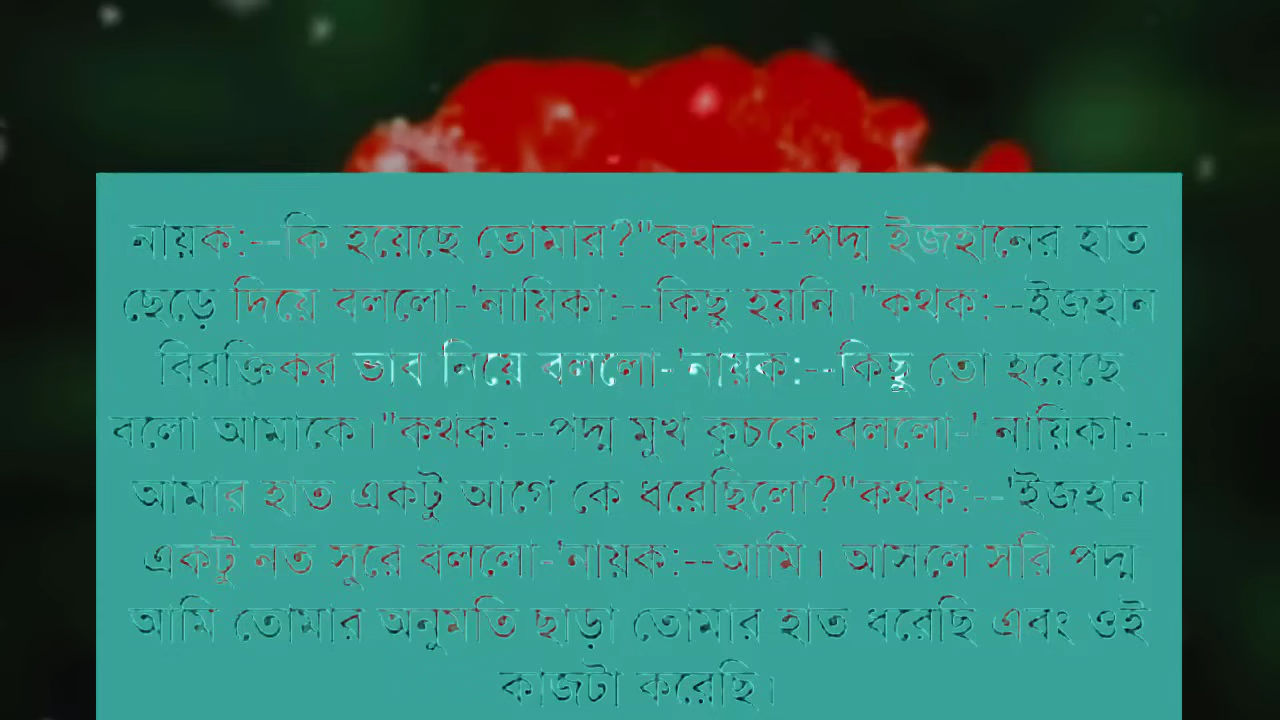 নায়ক:--কি হয়েছে তোমার?"কথক:--পদ্ম ইজহানের হাত
ছেড়ে দিয়ে বললো-'নায়িকা:--কিছু হয়নি।"কথক:--ইজহান
বিরক্তিকর ভাব নিয়ে বললো-'নায়ক:--কিছু তো হয়েছে
বলো আমাকে।"কথক:--পদ্ম মুখ কুচকে বললো-' নায়িকা:--
আমার হাত একটু আগে কে ধরেছিলো?"কথক:--'ইজহান
একটু নত সুরে বললো-'নায়ক:--আমি। আসলে সরি পদ্ম
আমি তোমার অনুমতি ছাড়া তোমার হাত ধরেছি এবং ওই
কাজটা করেছি।